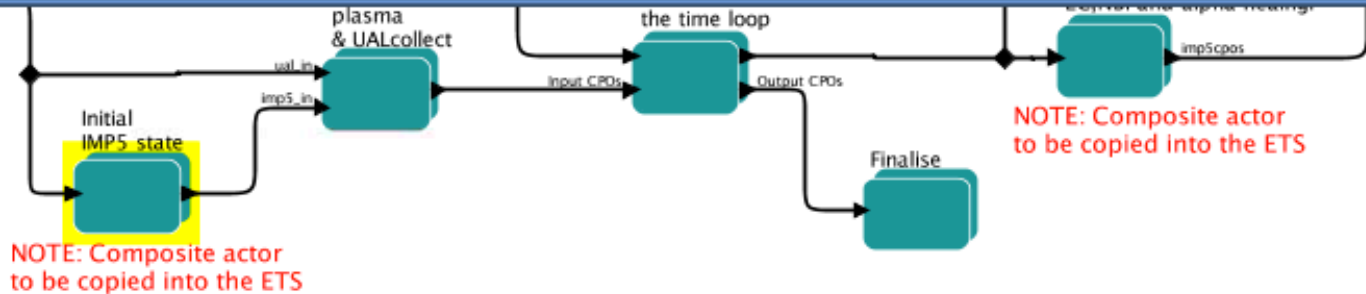 plasma
& UALcollect
the time loop
ual_in
imp5_in
Input CPOs
Output CPOs
imp5cpos
Initial
IMP5 state
Finalise
NOTE: Composite actor
to be copied into the ETS
NOTE: Composite actor
to be copied into the ETS